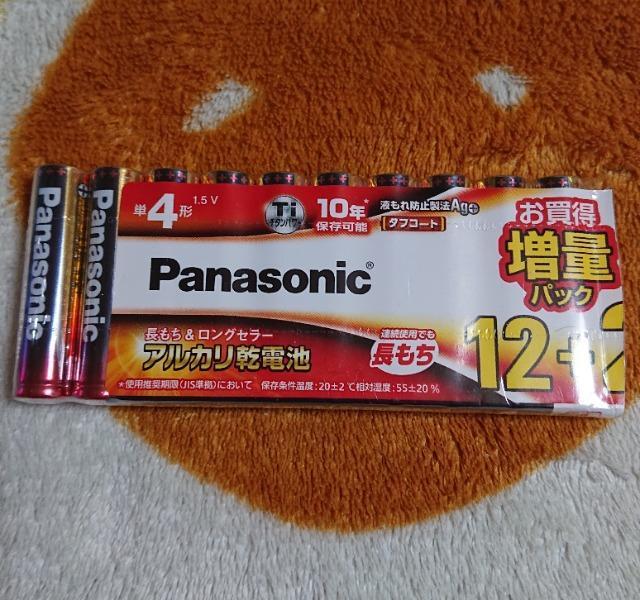 Panasonic
Panasonic
単4形 1.5V
Ti
チタンパワー
10年*
保存可能
液もれ防止製法Ag+
タフコート
お買得
増量
パック
Panasonic®
長もち&ロングセラー
アルカリ乾電池
連続使用でも
長もち
12+2
*使用推奨期限(JIS準拠)において 保存条件温度:20±2℃相対湿度:55±20%